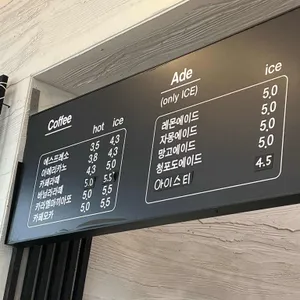 Coffee
hot ice
에스프레소 3,5 4,3
아메리카노 3,8 4,3
카페라떼 4,3 5,0
바닐라라떼 5,0 5.5
카라멜마끼아또 5,0 5,5
카페모카 5,0 5,5
Ade
(only ICE) ice
레몬에이드 5,0
자몽에이드 5,0
망고에이드 5,0
청포도에이드 5,0
아이스티 4.5